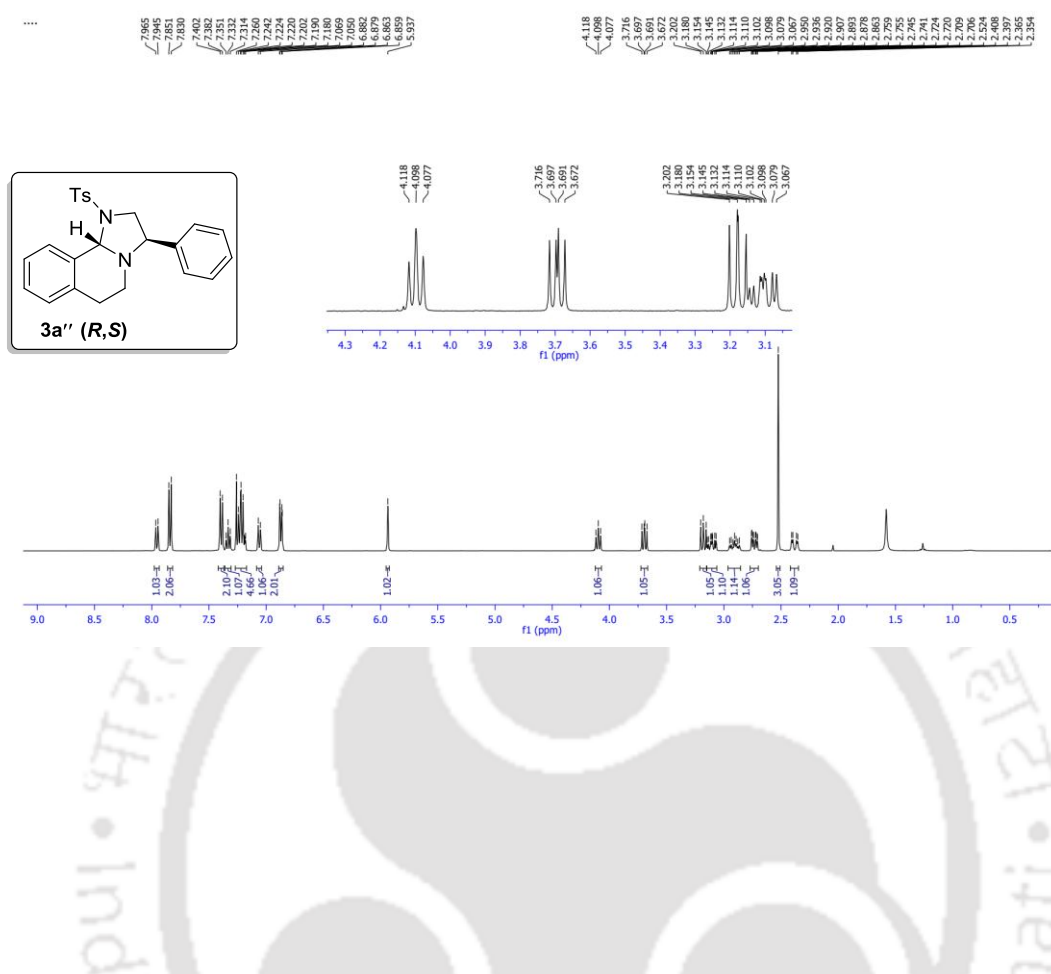 7.965 7.945 7.851 7.830 7.402 7.382 7.351 7.332 7.314 7.260 7.242 7.224 7.220 7.202 7.190 7.180 7.069 7.050 6.882 6.879 6.863 6.859 5.937
4.118 4.098 4.077 3.716 3.697 3.691 3.672 3.202 3.180 3.154 3.145 3.132 3.114 3.110 3.102 3.098 3.079 3.067 2.950 2.936 2.920 2.907 2.893 2.878 2.863 2.759 2.755 2.745 2.741 2.724 2.720 2.709 2.706 2.524 2.408 2.397 2.365 2.354
4.118 4.098 4.077 3.716 3.697 3.691 3.672 3.202 3.180 3.154 3.145 3.132 3.114 3.110 3.102 3.098 3.079 3.067
Ts
N
H
N
3a′′ (R,S)
4.3 4.2 4.1 4.0 3.9 3.8 3.7 3.6 3.5 3.4 3.3 3.2 3.1
f1 (ppm)
1.03 2.06 2.10 1.07 4.66 1.06 2.01 1.02 1.06 1.05 1.05 1.10 1.14 1.06 3.05 1.09
9.0 8.5 8.0 7.5 7.0 6.5 6.0 5.5 5.0 4.5 4.0 3.5 3.0 2.5 2.0 1.5 1.0 0.5
f1 (ppm)